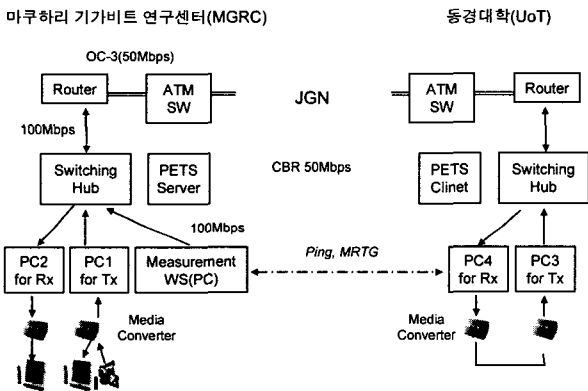 마쿠하리 기가비트 연구센터(MGRC)
동경대학(UoT)
OC-3(50Mbps)
Router
ATM
SW
JGN
ATM
SW
Router
100Mbps
Switching
Hub
PETS
Server
CBR 50Mbps
PETS
Clinet
Switching
Hub
100Mbps
PC2
for Rx
PC1
for Tx
Measurement
WS(PC)
Ping, MRTG
PC4
for Rx
PC3
for Tx
Media
Converter
Media
Converter